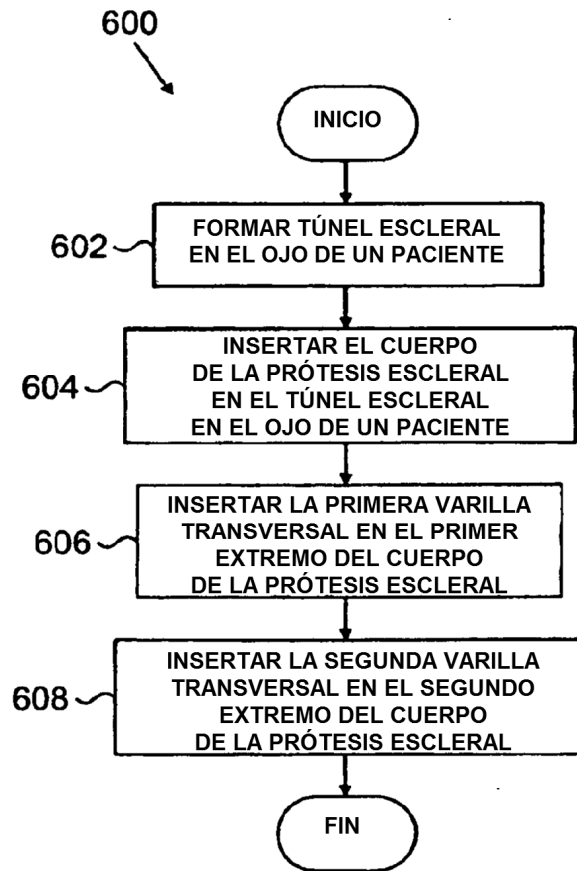 600
INICIO
602
FORMAR TÚNEL ESCLERAL
EN EL OJO DE UN PACIENTE
604
INSERTAR EL CUERPO
DE LA PRÓTESIS ESCLERAL
EN EL TÚNEL ESCLERAL
EN EL OJO DE UN PACIENTE
606
INSERTAR LA PRIMERA VARILLA
TRANSVERSAL EN EL PRIMER
EXTREMO DEL CUERPO
DE LA PRÓTESIS ESCLERAL
608
INSERTAR LA SEGUNDA VARILLA
TRANSVERSAL EN EL SEGUNDO
EXTREMO DEL CUERPO
DE LA PRÓTESIS ESCLERAL
FIN